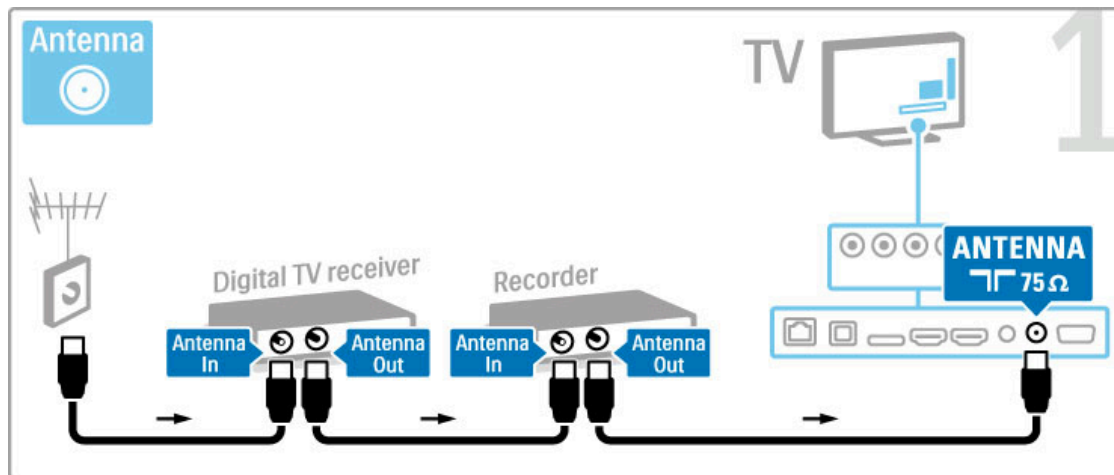 Antenna
TV
1
Digital TV receiver
Recorder
ANTENNA
75 Ω
Antenna
In
Antenna
Out
Antenna
In
Antenna
Out